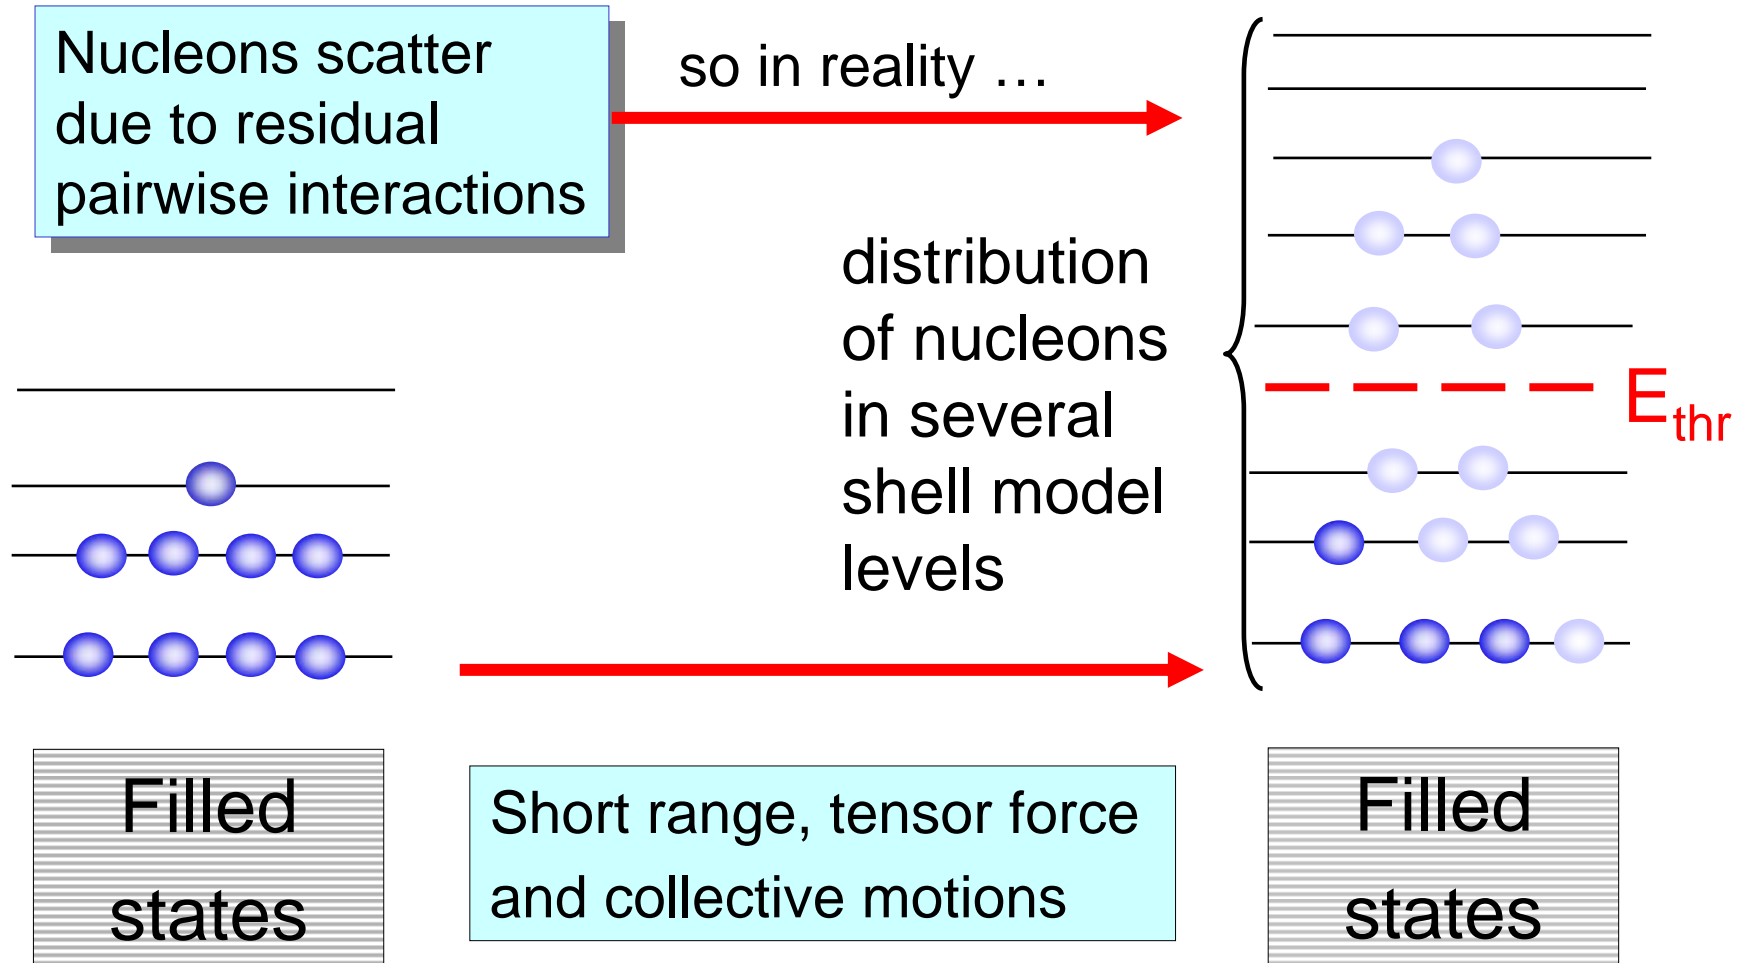 Nucleons scatter
due to residual
pairwise interactions
so in reality …
distribution
of nucleons
in several
shell model
levels
E_thr
Filled
states
Short range, tensor force
and collective motions
Filled
states